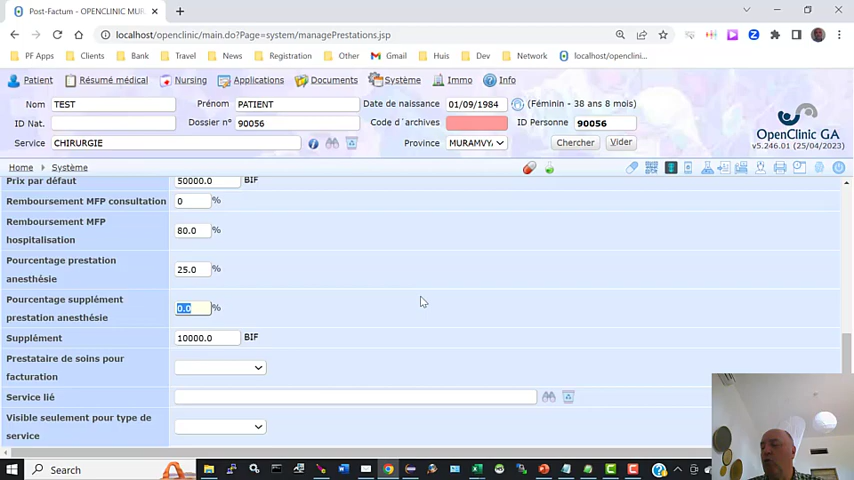 Post-Factum - OPENCLINIC MUR
localhost/openclinic/main.do?Page=system/managePrestations.jsp
PF Apps Clients Bank Travel News Registration Other Gmail Huis Dev Network localhost/openclini...
Patient Résumé médical Nursing Applications Documents Système Immo Info
Nom TEST Prénom PATIENT Date de naissance 01/09/1984 (Féminin - 38 ans 8 mois)
ID Nat. Dossier n° 90056 Code d´archives ID Personne 90056
Service CHIRURGIE Province MURAMVY Chercher Vider
OpenClinic GA
v5.246.01 (25/04/2023)
Home Système
Prix par défaut 50000.0 BIF
Remboursement MFP consultation 0 %
Remboursement MFP
hospitalisation 80.0 %
Pourcentage prestation
anesthésie 25.0 %
Pourcentage supplément
prestation anesthésie 0.0 %
Supplément 10000.0 BIF
Prestataire de soins pour
facturation
Service lié
Visible seulement pour type de
service
Search